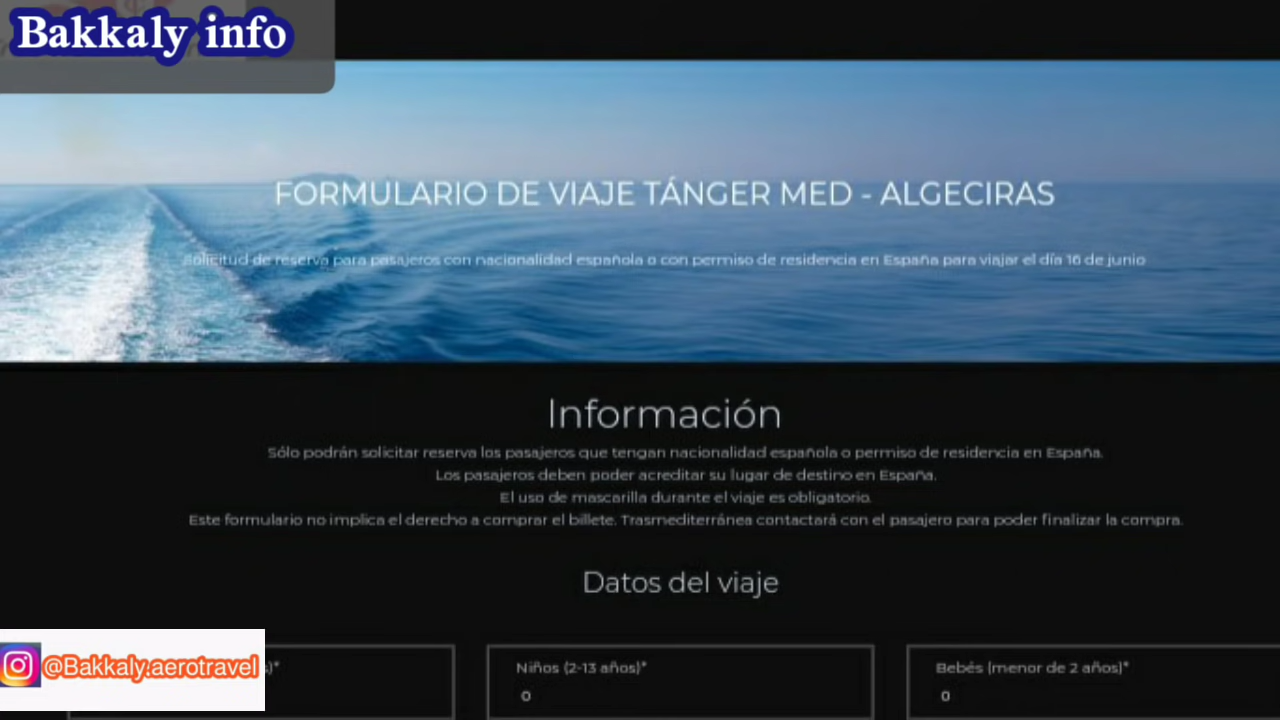 Bakkaly info
FORMULARIO DE VIAJE TÁNGER MED - ALGECIRAS
Solicitud de reserva para pasajeros con nacionalidad española o con permiso de residencia en España para viajar el día 16 de junio
Información
Sólo podrán solicitar reserva los pasajeros que tengan nacionalidad española o permiso de residencia en España.
Los pasajeros deben poder acreditar su lugar de destino en España.
El uso de mascarilla durante el viaje es obligatorio.
Este formulario no implica el derecho a comprar el billete. Trasmediterránea contactará con el pasajero para poder finalizar la compra.
Datos del viaje
@Bakkaly.aerotravel
Niños (2-13 años)*
0
Bebés (menor de 2 años)*
0